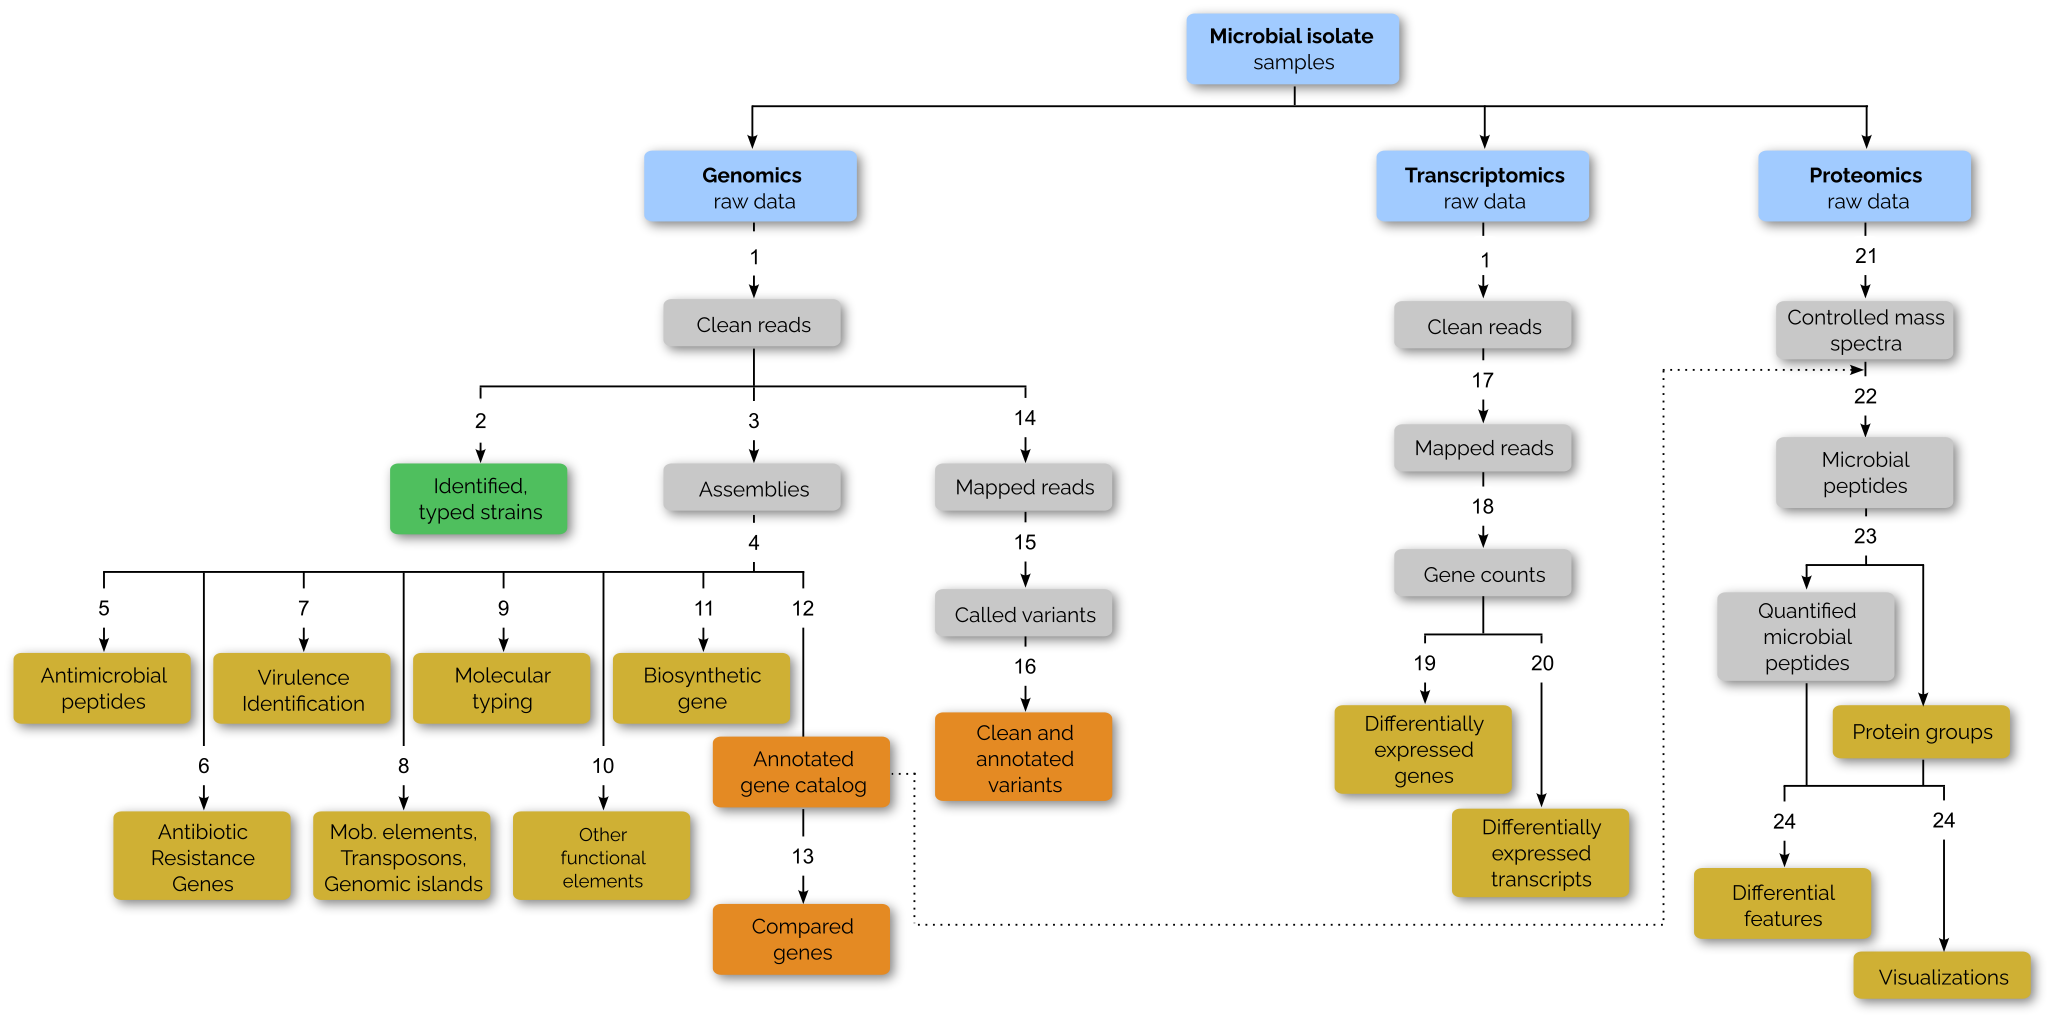 Microbial isolate
samples
Genomics
raw data
Transcriptomics
raw data
Proteomics
raw data
1
1
21
Clean reads
Clean reads
Controlled mass
spectra
17
22
2
3
14
Mapped reads
Microbial
peptides
Identified,
typed strains
Assemblies
Mapped reads
18
23
4
15
Gene counts
5
7
9
11
12
Called variants
Quantified
microbial
peptides
16
19
20
Antimicrobial
peptides
Virulence
Identification
Molecular
typing
Biosynthetic
gene
Clean and
annotated
variants
Differentially
expressed
genes
Protein groups
6
8
10
Annotated
gene catalog
24
24
Antibiotic
Resistance
Genes
Mob. elements,
Transposons,
Genomic islands
Other
functional
elements
13
Differentially
expressed
transcripts
Differential
features
Compared
genes
Visualizations